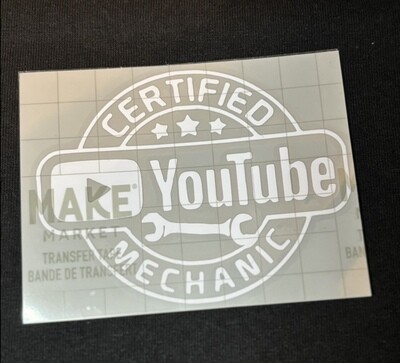 CERTIFIED
YouTube
MECHANIC
MAKE®
MARKET
TRANSFER TAPE
BANDE DE TRANSFERT